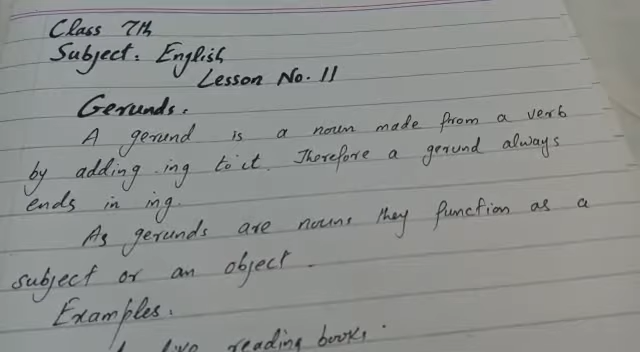 Class 7th
Subject: English
Lesson No. 11
Gerunds.
A gerund is a noun made from a verb
by adding ing to it. Therefore a gerund always
ends in ing.
As gerunds are nouns they function as a
subject or an object.
Examples.
reading books.